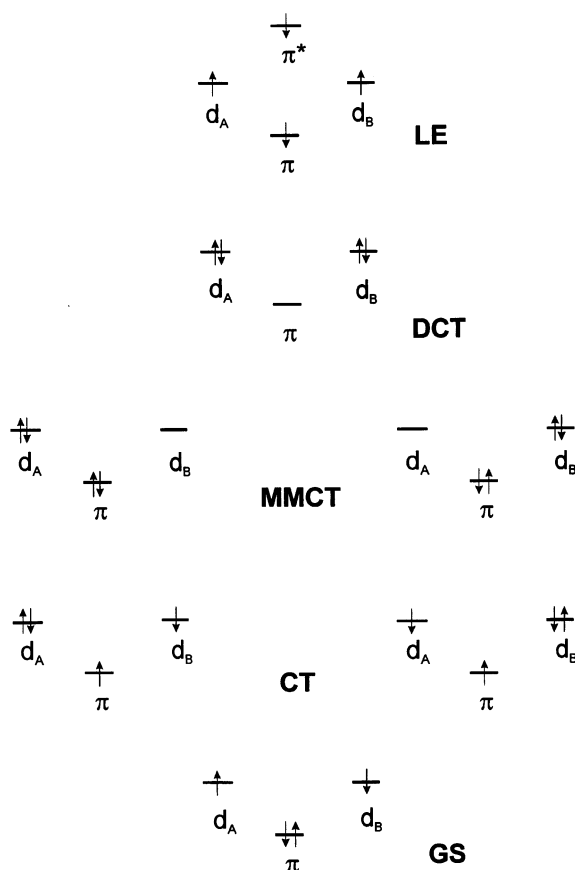 π*
d_A d_B
π
LE
d_A d_B
π
DCT
d_A d_B d_A d_B
π π
MMCT
d_A d_B d_A d_B
π π
CT
d_A d_B
π
GS